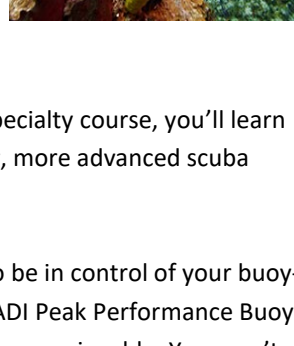 pecialty course, you'll learn
, more advanced scuba
o be in control of your buoy-
ADI Peak Performance Buoy